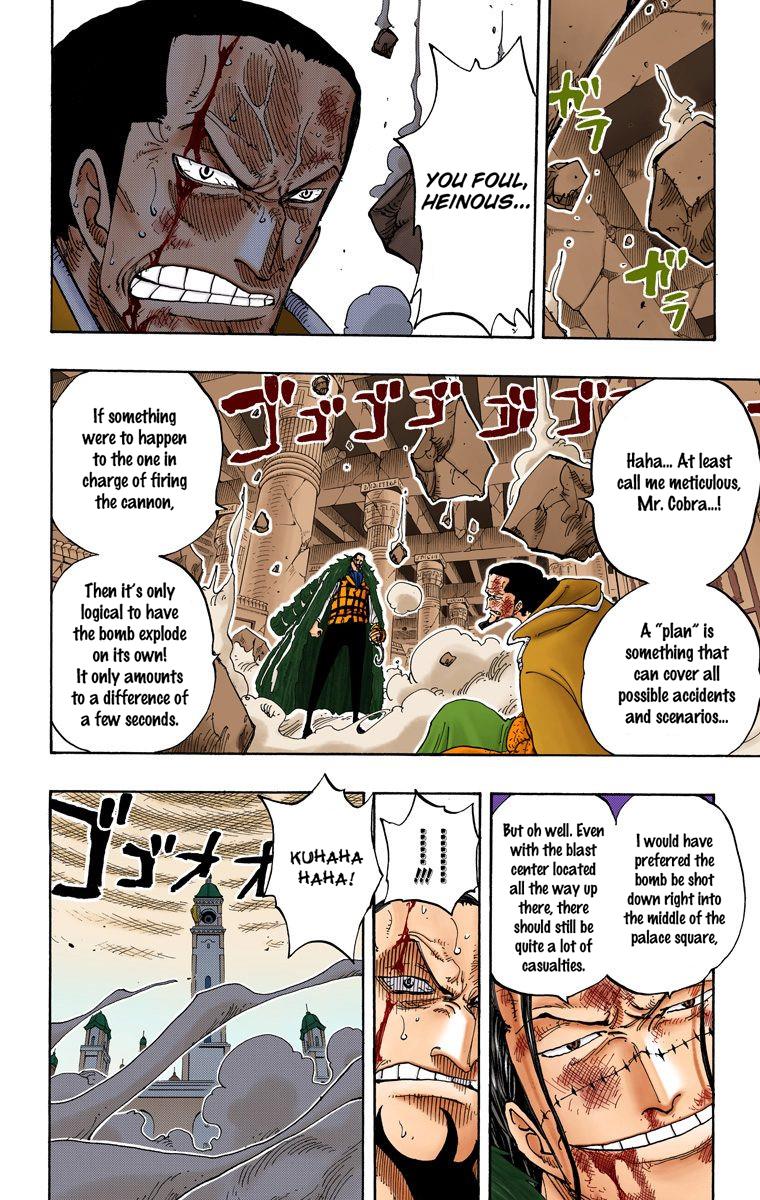 ガラ
ガラ
YOU FOUL,
HEINOUS...
ゴゴゴゴゴゴゴ
Haha... At least
call me meticulous,
Mr. Cobra...!
A "plan" is
something that
can cover all
possible accidents
and scenarios...
If something
were to happen
to the one in
charge of firing
the cannon,
Then it's only
logical to have
the bomb explode
on its own!
It only amounts
to a difference of
a few seconds.
I would have
preferred the
bomb be shot
down right into
the middle of the
palace square,
But oh well. Even
with the blast
center located
all the way up
there, there
should still be
quite a lot of
casualties.
......!!!
KUHAHA
HAHA!
ゴゴゴオオオ